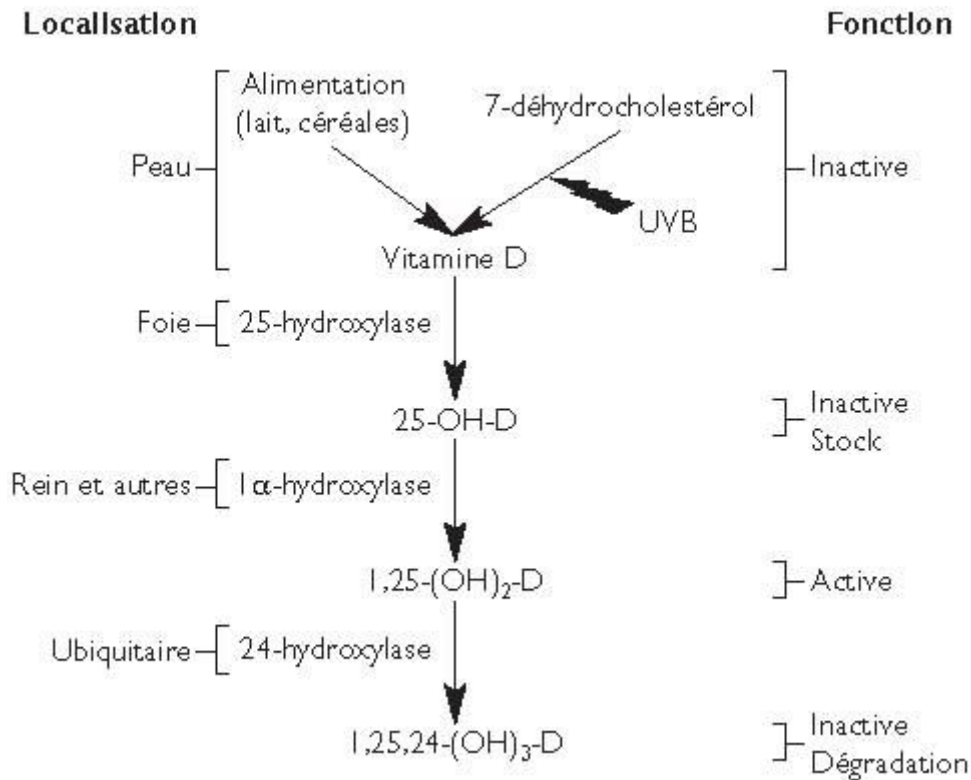 Localisation
Fonction
Alimentation
(lait, céréales)
7-déhydrocholestérol
Peau
Inactive
UVB
Vitamine D
Foie
25-hydroxylase
25-OH-D
Inactive
Stock
Rein et autres
1α-hydroxylase
1,25-(OH)₂-D
Active
Ubiquitaire
24-hydroxylase
1,25,24-(OH)₃-D
Inactive
Dégradation